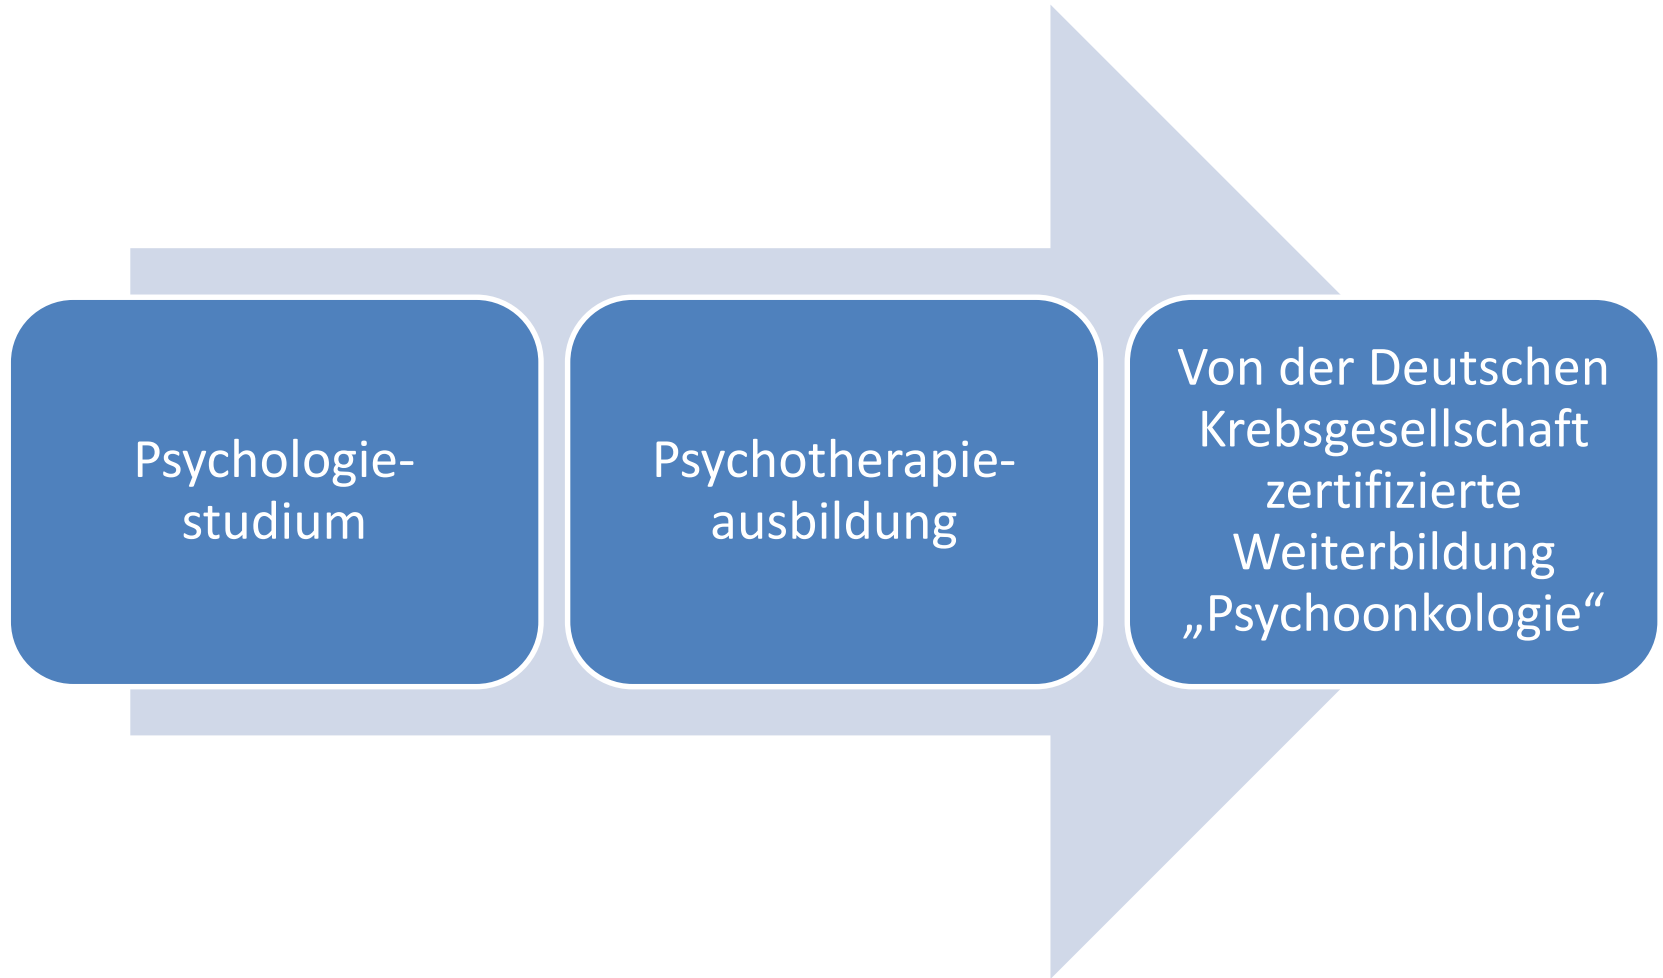 Psychologie-
studium
Psychotherapie-
ausbildung
Von der Deutschen
Krebsgesellschaft
zertifizierte
Weiterbildung
„Psychoonkologie“